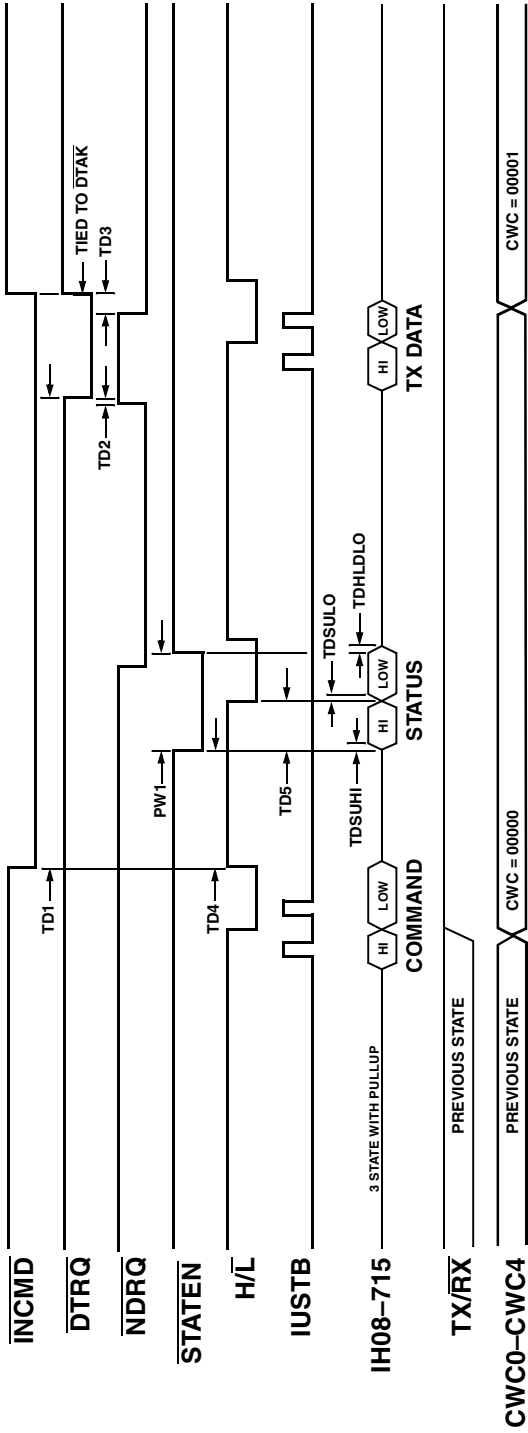 INCMD
DTRQ
TIED TO DTAK
TD1
TD2
TD3
NDRQ
STATEN
PW1
TD4
H/L
IUSTB
TD5
TDSUHI
TDSULO
TDHLDLO
IH08–715
3 STATE WITH PULLUP
HI LOW
COMMAND
HI LOW
STATUS
HI LOW
TX DATA
TX/RX
PREVIOUS STATE
CWC0–CWC4
PREVIOUS STATE
CWC = 00000
CWC = 00001